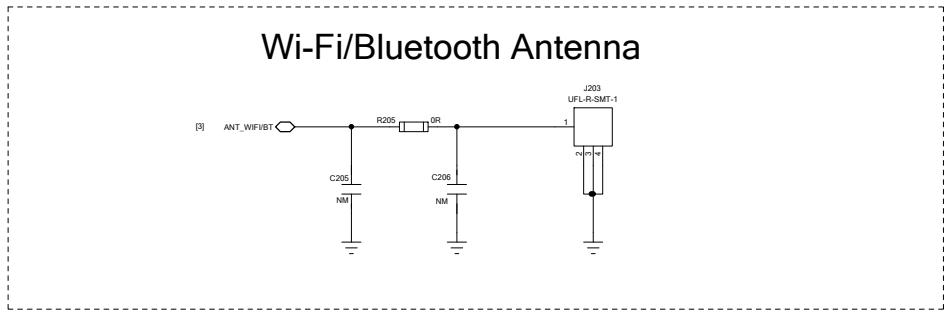 Wi-Fi/Bluetooth Antenna
J203
UFL-R-SMT-1
[3] ANT_WIFI/BT R205 0R 1
2 3 4
C205 C206
NM NM